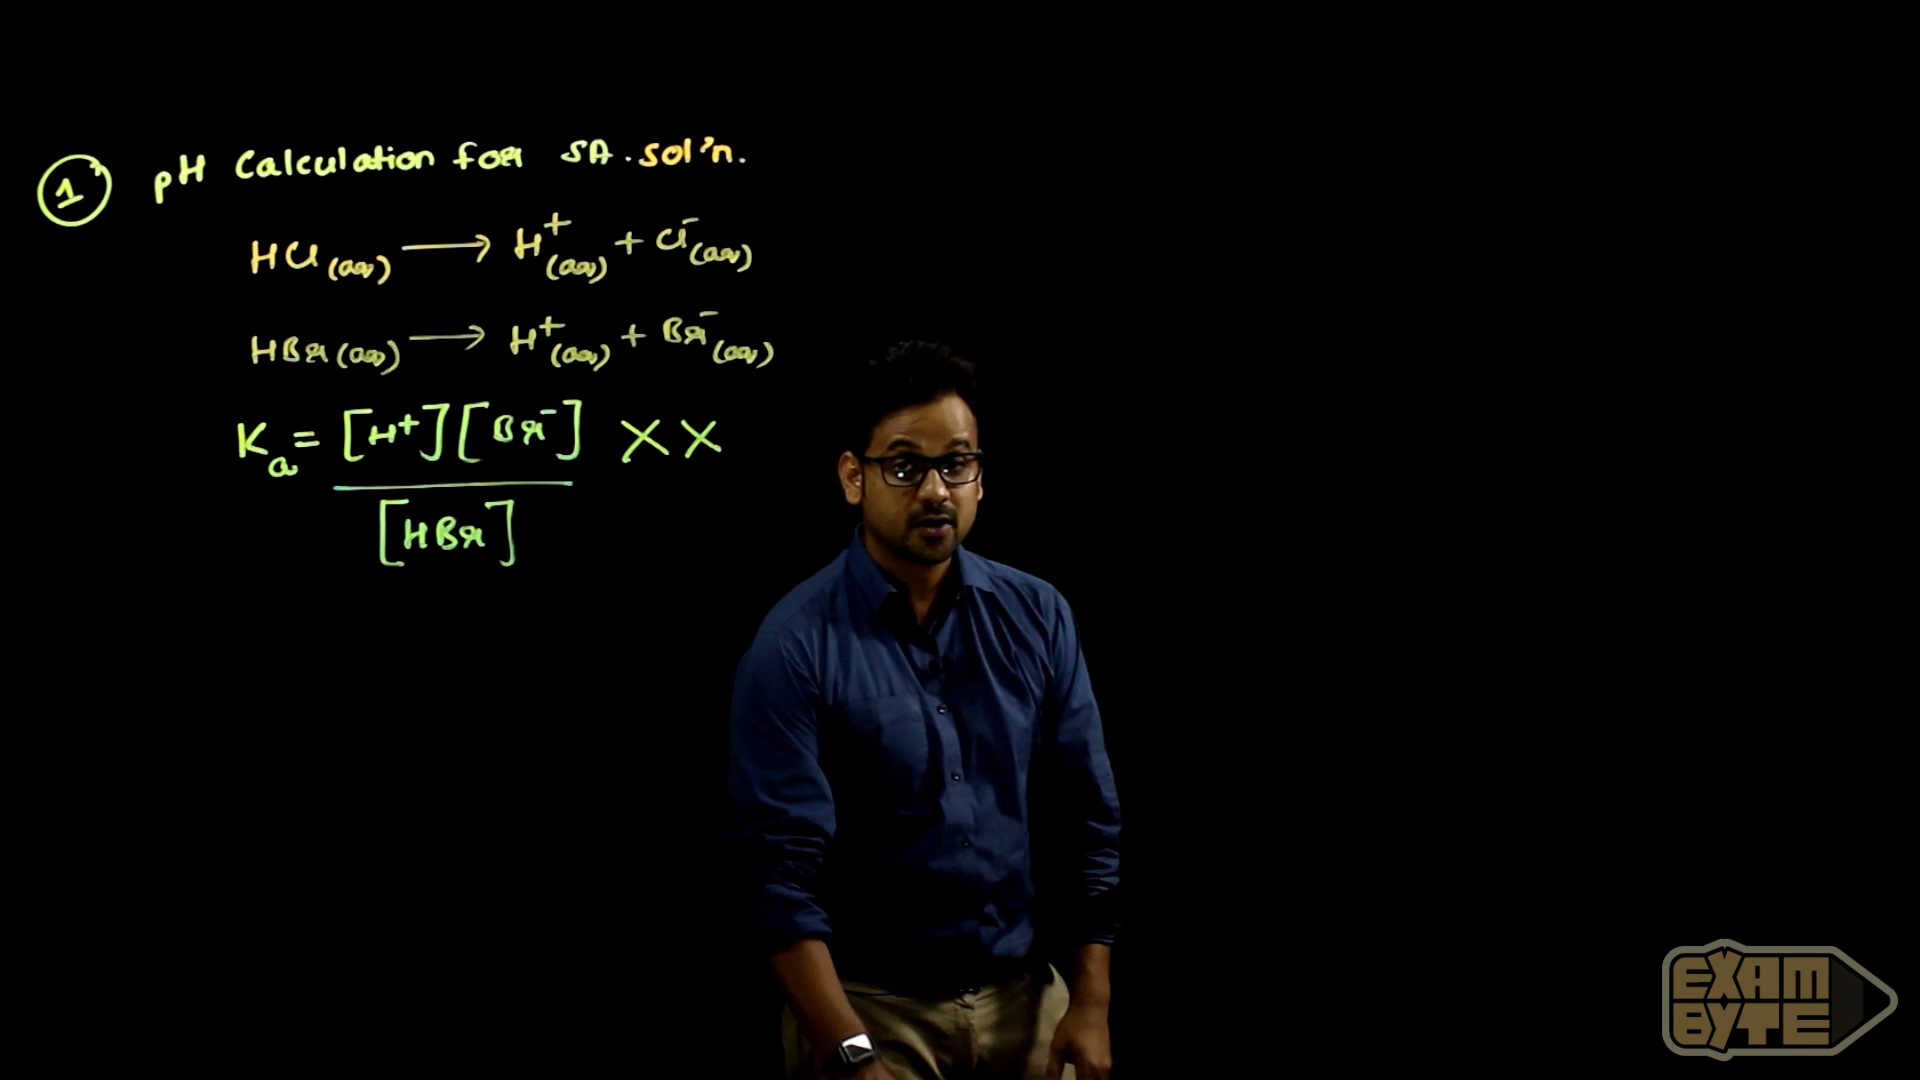 1 pH Calculation for SA. sol'n.
HCl(aq) ⟶ H⁺(aq) + Cl⁻(aq)
HBr(aq) ⟶ H⁺(aq) + Br⁻(aq)
Ka = [H⁺][Br⁻] X X
[HBr]
EXAM
BYTE